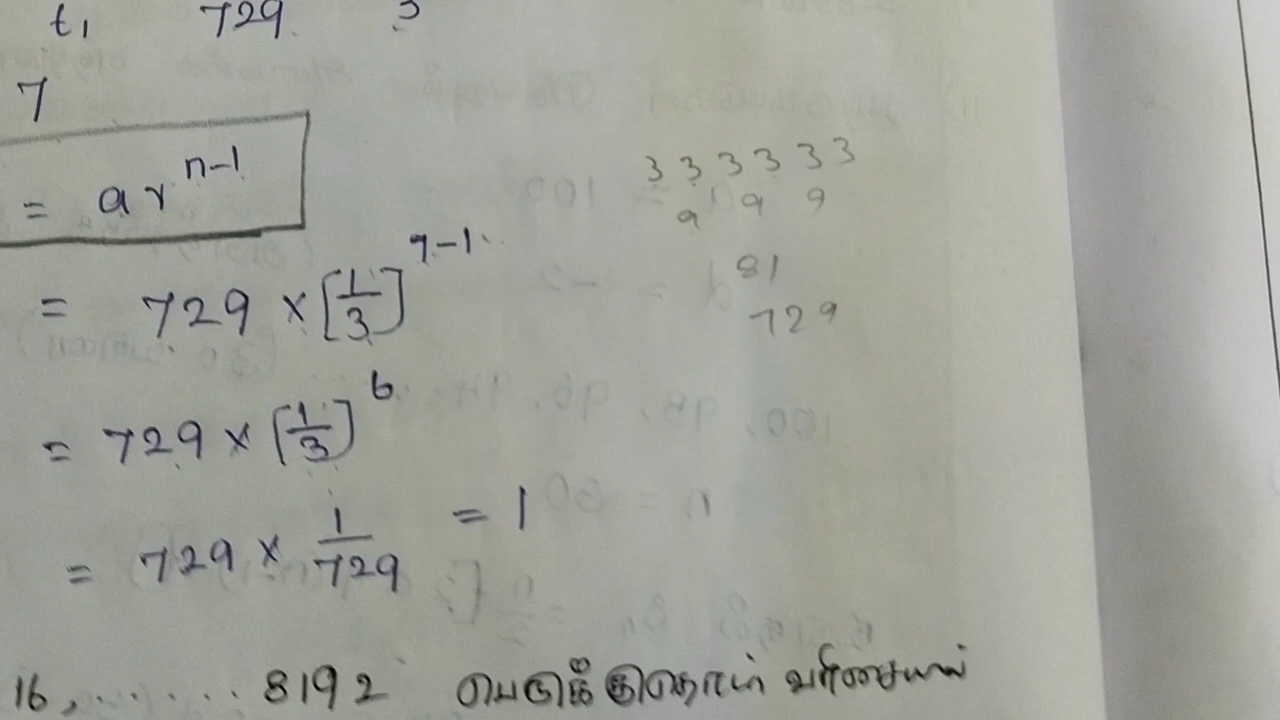 t₁ 729 3
7
= ar^(n-1)
3 3 3 3 3 3
9 9 9
81
729
= 729 × [1/3]^(7-1)
= 729 × [1/3]^6
= 729 × 1/729 = 1
16, ...... 8192 பெருக்குதொடர் வரிசையில்